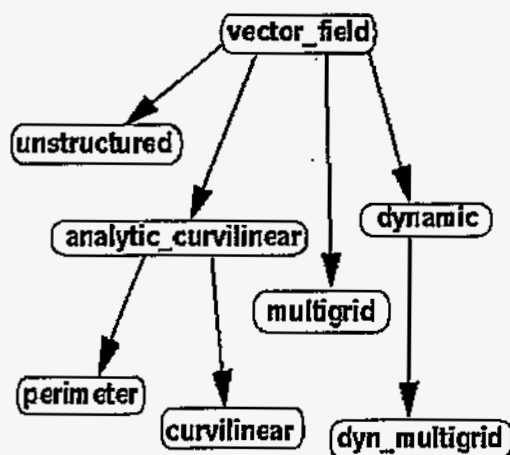 vector_field
unstructured
dynamic
analytic_curvilinear
multigrid
perimeter
curvilinear
dyn_multigrid